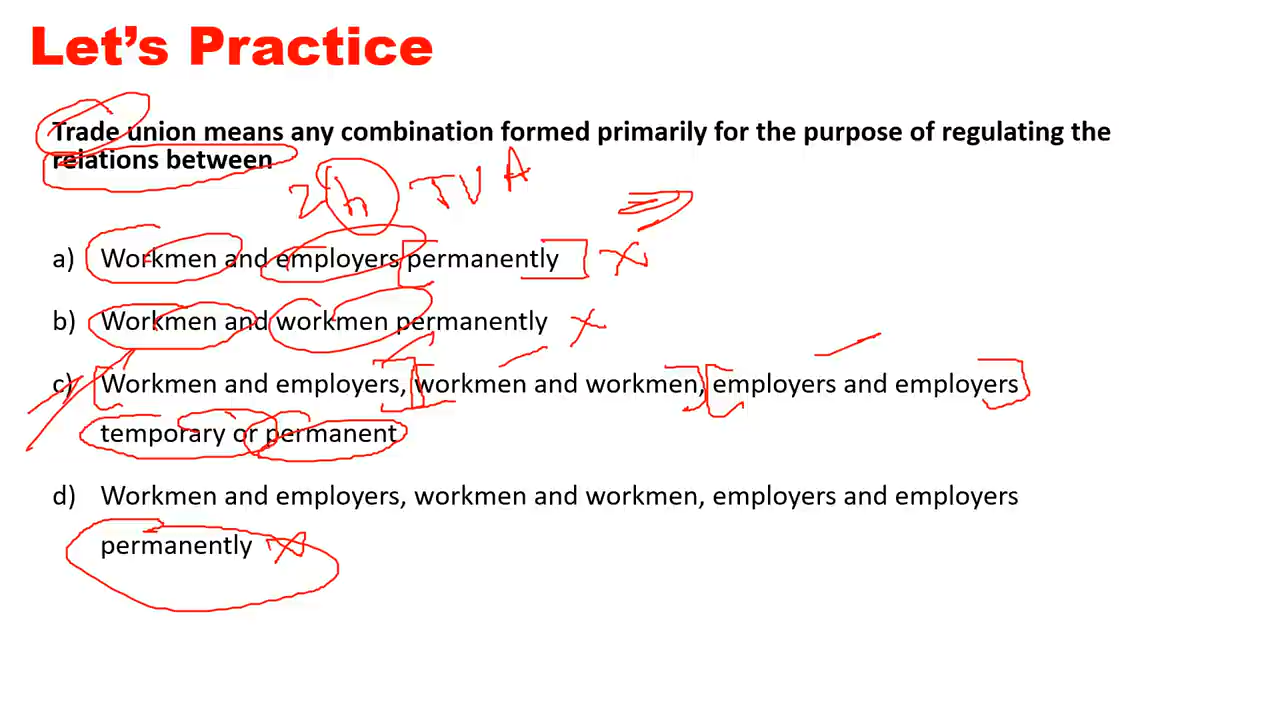 Let's Practice
Trade union means any combination formed primarily for the purpose of regulating the
relations between
2(h) TUA
a) Workmen and employers permanently
b) Workmen and workmen permanently
c) Workmen and employers, workmen and workmen, employers and employers
temporary or permanent
d) Workmen and employers, workmen and workmen, employers and employers
permanently